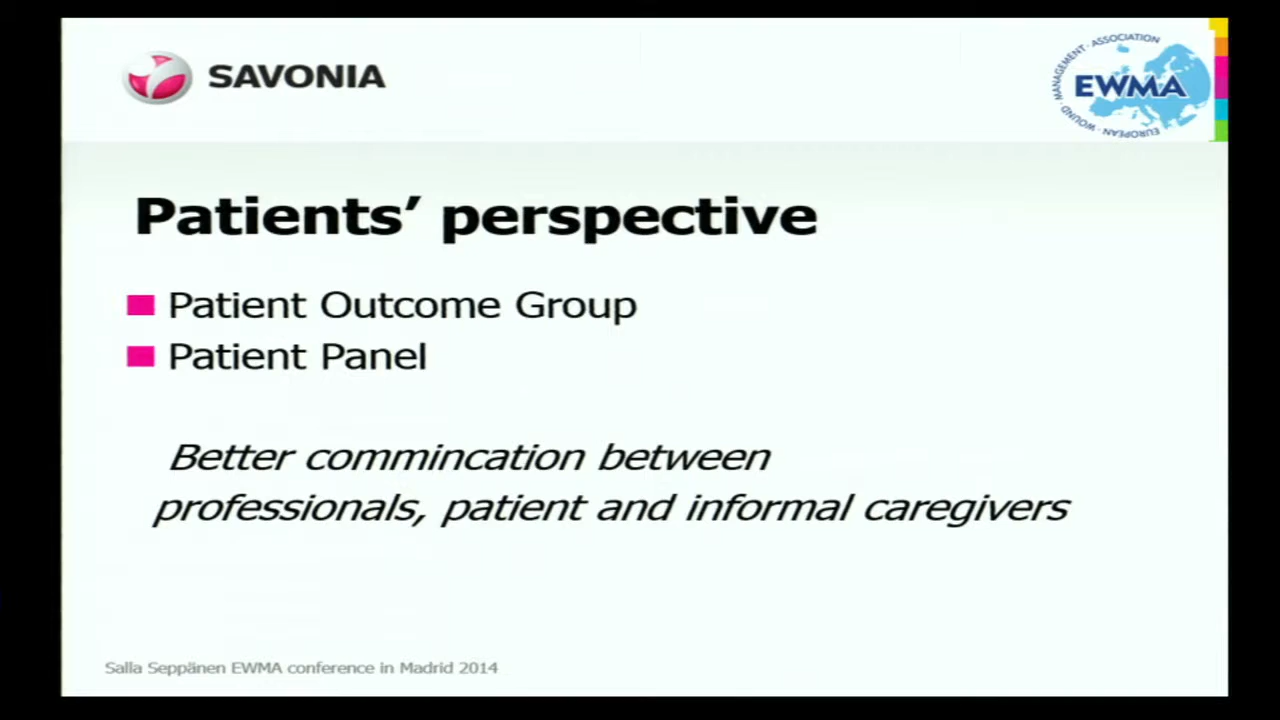 SAVONIA
EUROPEAN · WOUND · MANAGEMENT · ASSOCIATION
EWMA
Patients’ perspective
Patient Outcome Group
Patient Panel
Better commincation between
professionals, patient and informal caregivers
Salla Seppänen EWMA conference in Madrid 2014